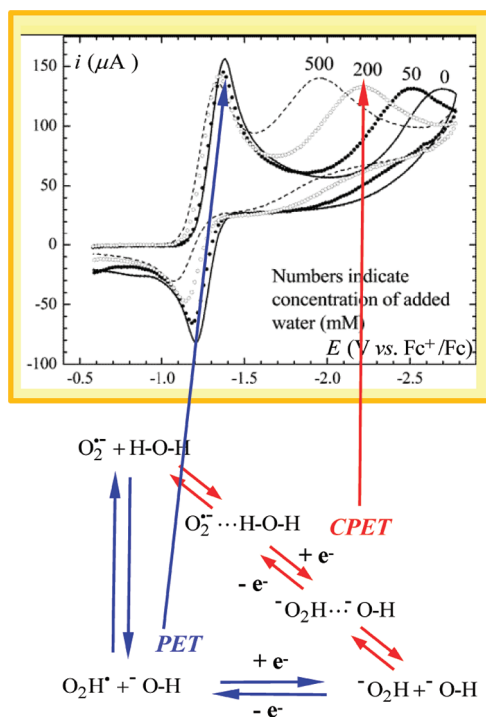 i (μA)
500 200 50 0
150
100
50
0
-50
-100
Numbers indicate
concentration of added
water (mM)
E (V vs. Fc⁺/Fc)
-0.5 -1.0 -1.5 -2.0 -2.5
O₂•⁻ + H-O-H
O₂•⁻ ⋯ H-O-H
CPET
+ e⁻
- e⁻
⁻O₂H ⋯ ⁻O-H
PET
O₂H• + ⁻O-H
+ e⁻
- e⁻
⁻O₂H + ⁻O-H